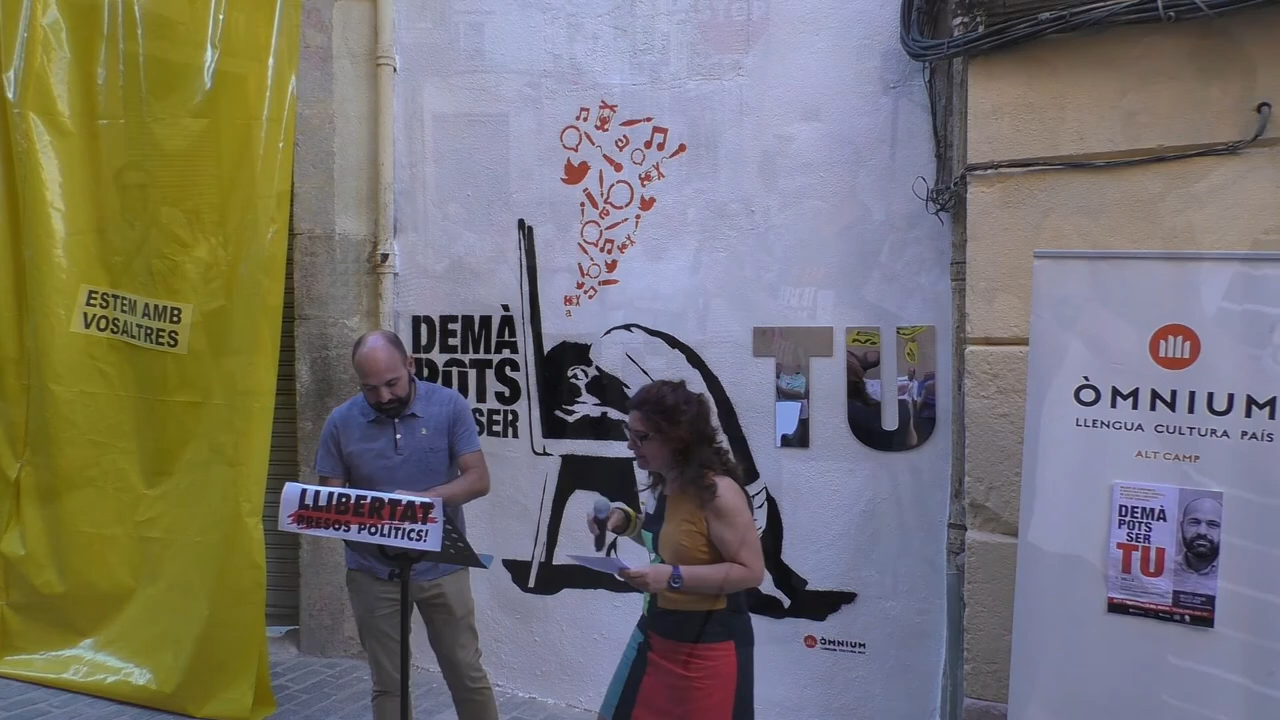 ESTEM AMB
VOSALTRES
DEMÀ
POTS
SER
TU
LLIBERTAT
PRESOS POLÍTICS!
ÒMNIUM
ÒMNIUM
LLENGUA CULTURA PAÍS
ALT CAMP
DEMÀ
POTS
SER
TU